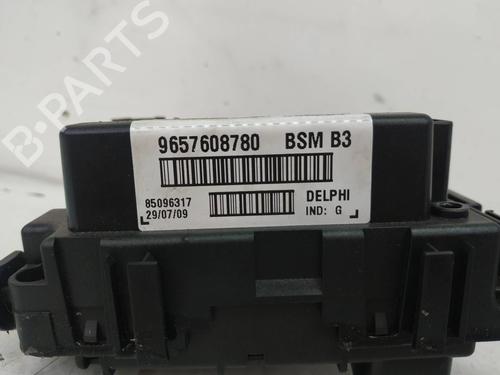 B-PARTS
9657608780 BSM B3
85096317 DELPHI
29/07/09 IND: G